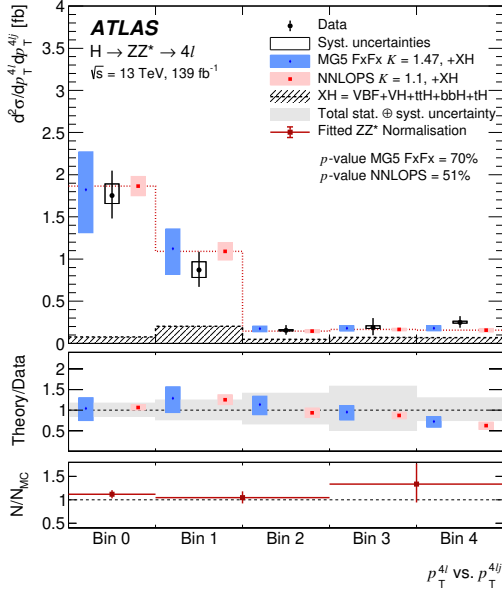 d²σ/dp_T^{4l} dp_T^{4lj} [fb]
4
3.5
3
2.5
2
1.5
1
0.5
0
ATLAS
H → ZZ* → 4l
√s = 13 TeV, 139 fb⁻¹
Data
Syst. uncertainties
MG5 FxFx K = 1.47, +XH
NNLOPS K = 1.1, +XH
XH = VBF+VH+ttH+bbH+tH
Total stat. ⊕ syst. uncertainty
Fitted ZZ* Normalisation
p-value MG5 FxFx = 70%
p-value NNLOPS = 51%
Theory/Data
2
1.5
1
0.5
N/N_MC
1.5
1
0.5
Bin 0 Bin 1 Bin 2 Bin 3 Bin 4
p_T^{4l} vs. p_T^{4lj}